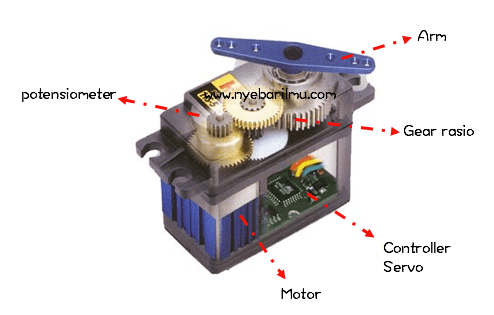 Arm
www.nyebarilmu.com
potensiometer
Gear rasio
Controller
Servo
Motor